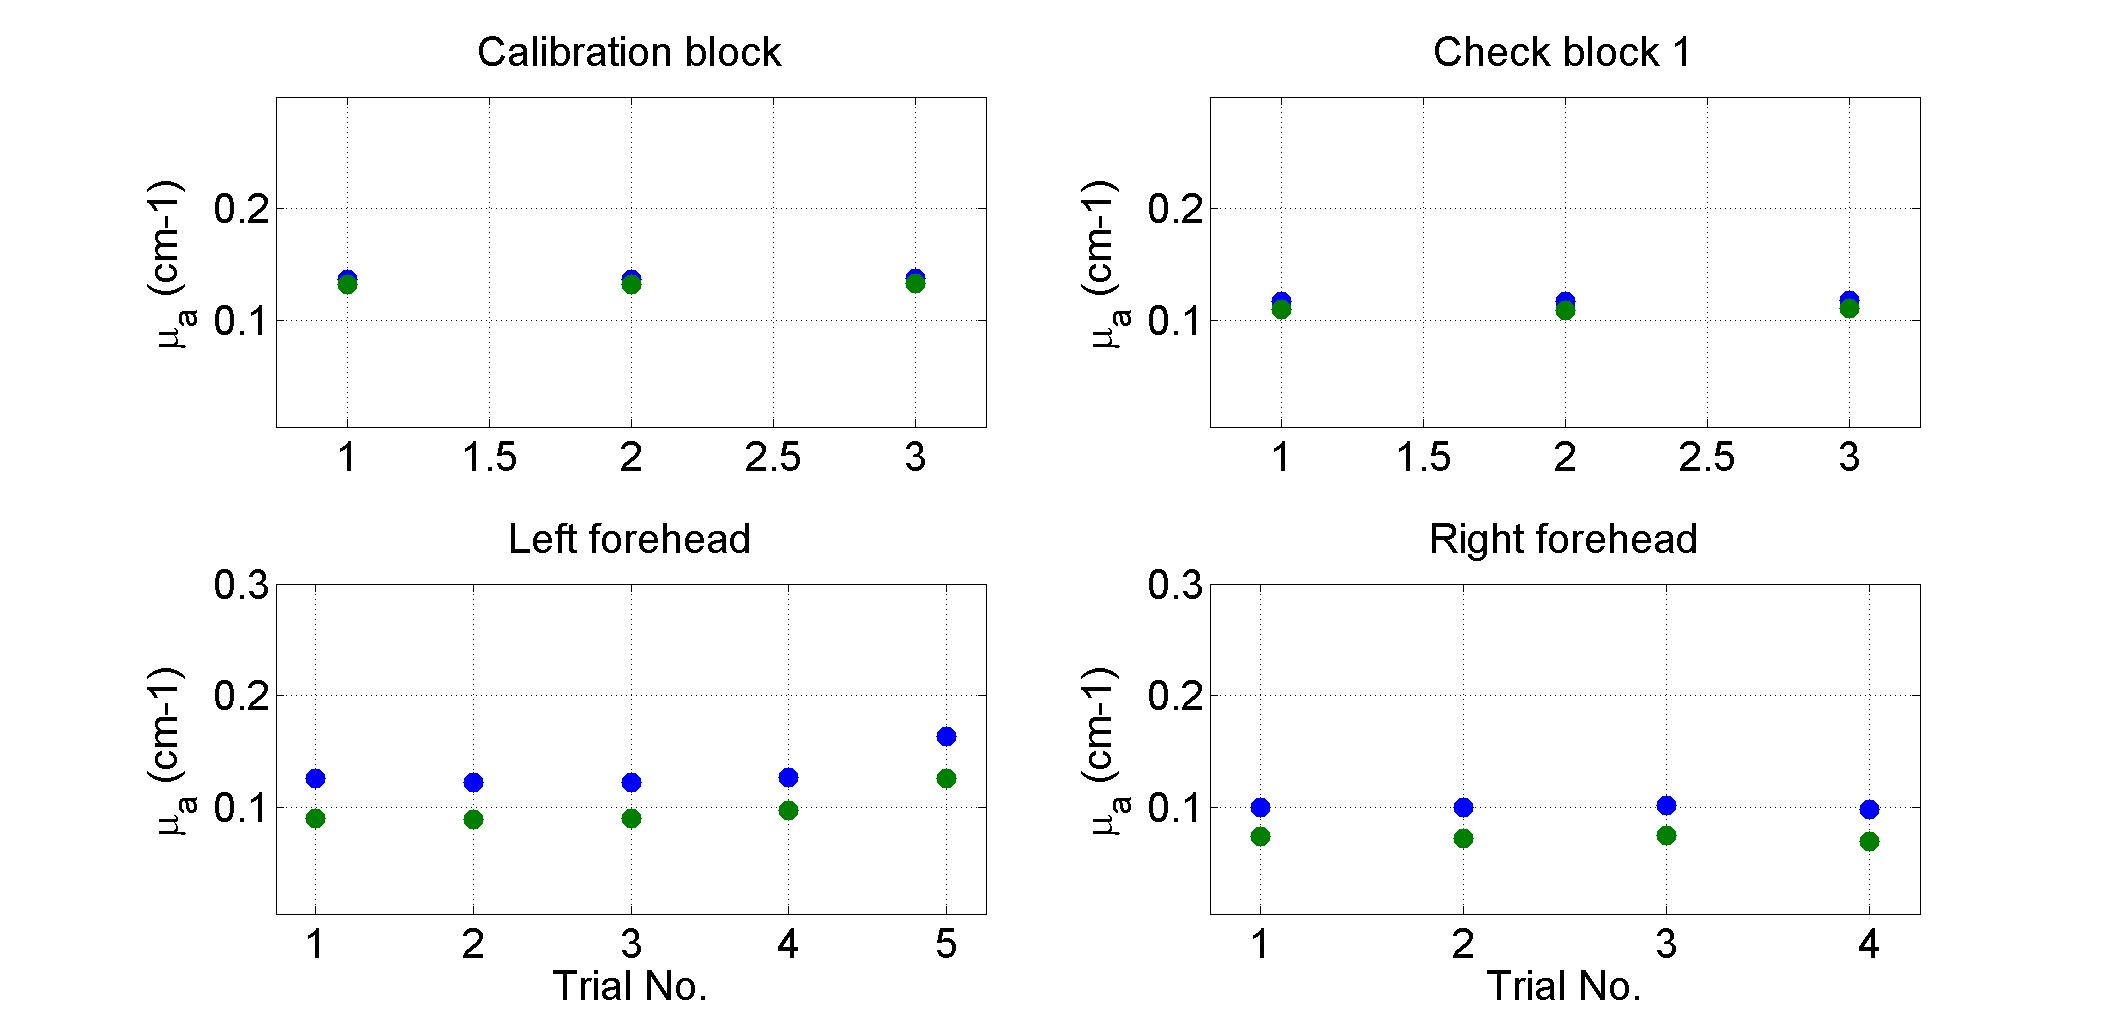 Calibration block
μa (cm-1)
0.2
0.1
1 1.5 2 2.5 3
Check block 1
μa (cm-1)
0.2
0.1
1 1.5 2 2.5 3
Left forehead
μa (cm-1)
0.3
0.2
0.1
1 2 3 4 5
Trial No.
Right forehead
μa (cm-1)
0.3
0.2
0.1
1 2 3 4
Trial No.